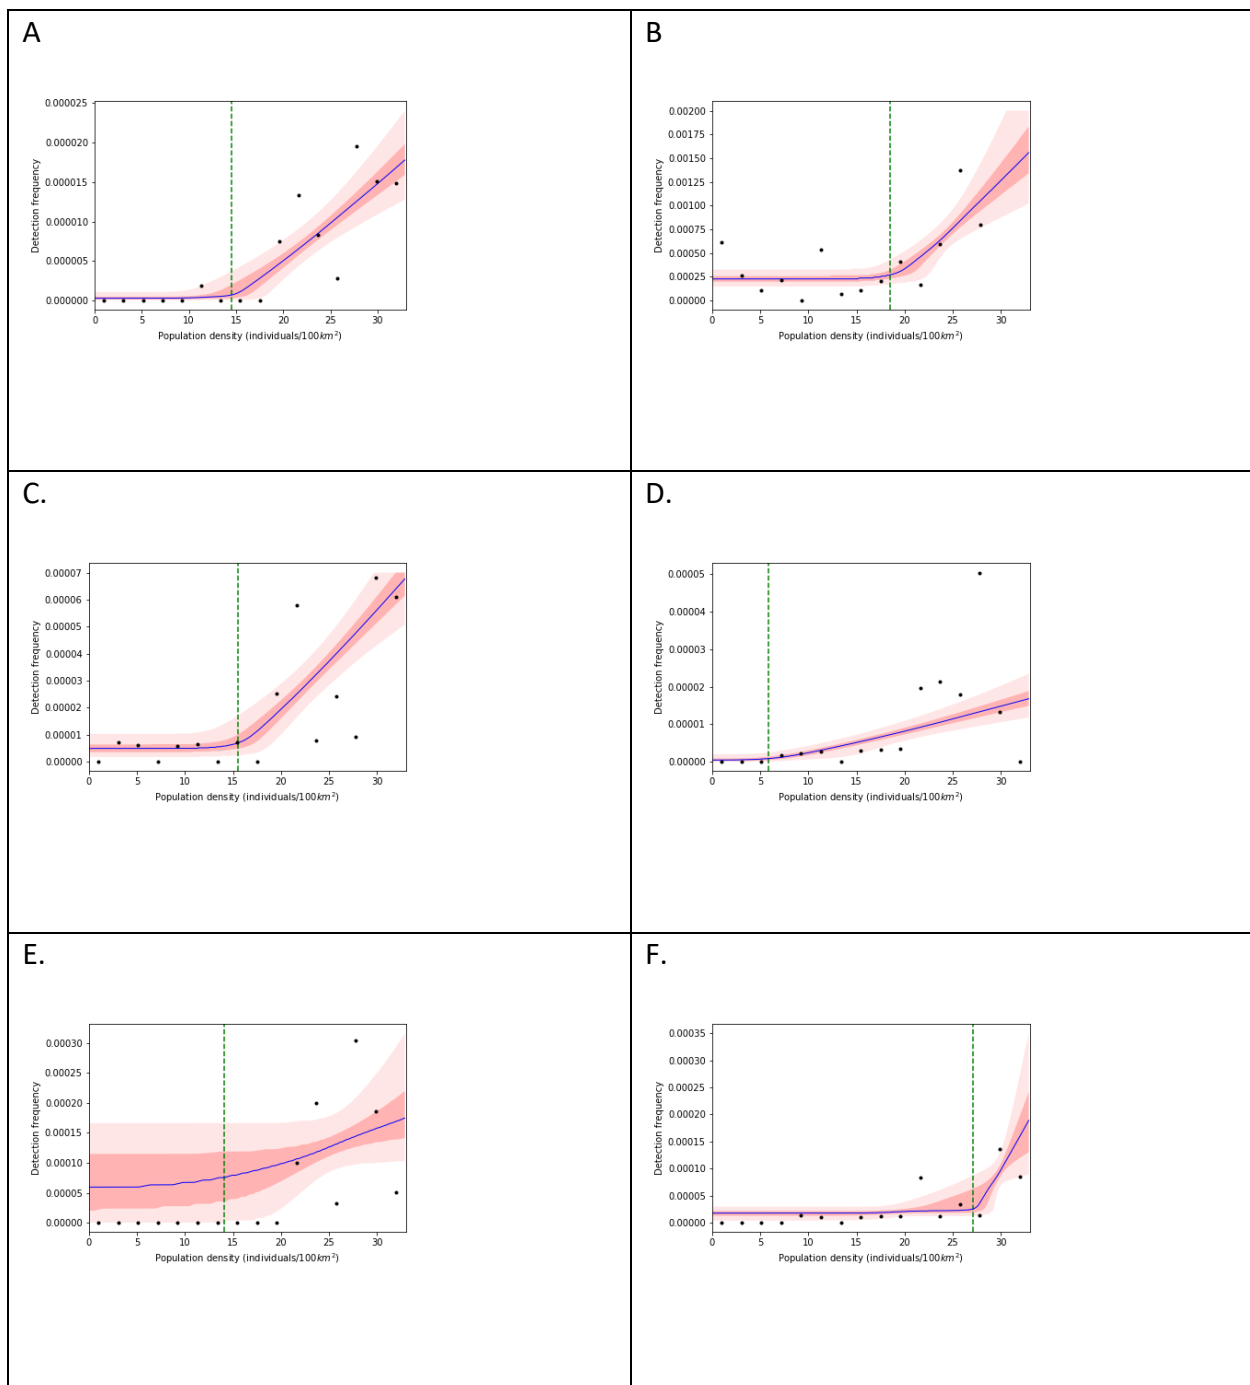 A
0.000025
0.000020
0.000015
0.000010
0.000005
0.000000
Detection frequency
0 5 10 15 20 25 30
Population density (individuals/100km²)
B
0.00200
0.00175
0.00150
0.00125
0.00100
0.00075
0.00050
0.00025
0.00000
Detection frequency
0 5 10 15 20 25 30
Population density (individuals/100km²)
C.
0.00007
0.00006
0.00005
0.00004
0.00003
0.00002
0.00001
0.00000
Detection frequency
0 5 10 15 20 25 30
Population density (individuals/100km²)
D.
0.00005
0.00004
0.00003
0.00002
0.00001
0.00000
Detection frequency
0 5 10 15 20 25 30
Population density (individuals/100km²)
E.
0.00030
0.00025
0.00020
0.00015
0.00010
0.00005
0.00000
Detection frequency
0 5 10 15 20 25 30
Population density (individuals/100km²)
F.
0.00035
0.00030
0.00025
0.00020
0.00015
0.00010
0.00005
0.00000
Detection frequency
0 5 10 15 20 25 30
Population density (individuals/100km²)